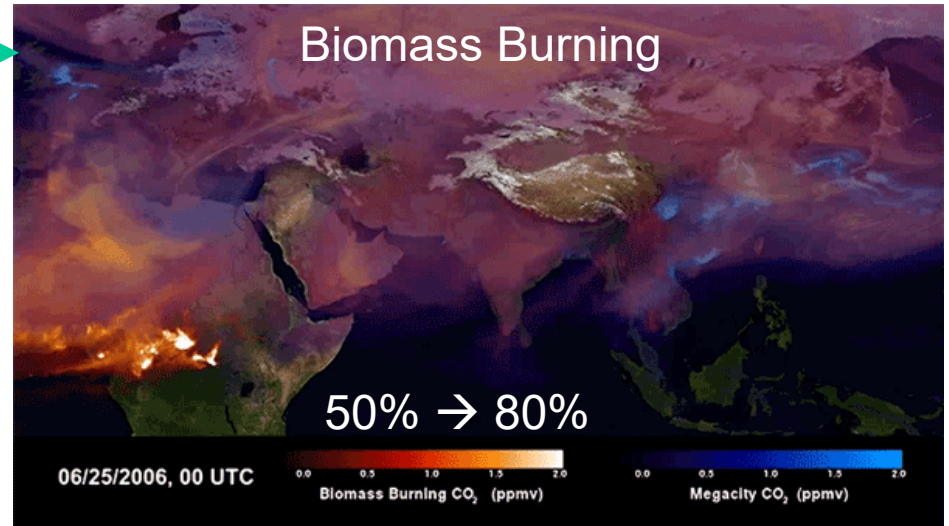 Biomass Burning
50% → 80%
06/25/2006, 00 UTC
0.0 0.5 1.0 1.5 2.0
Biomass Burning CO₂ (ppmv)
0.0 0.5 1.0 1.5 2.0
Megacity CO₂ (ppmv)